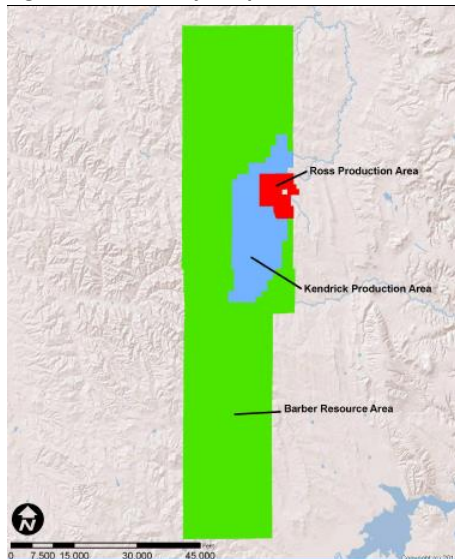 Ross Production Area
Kendrick Production Area
Barber Resource Area
N
0 7,500 15,000 30,000 45,000